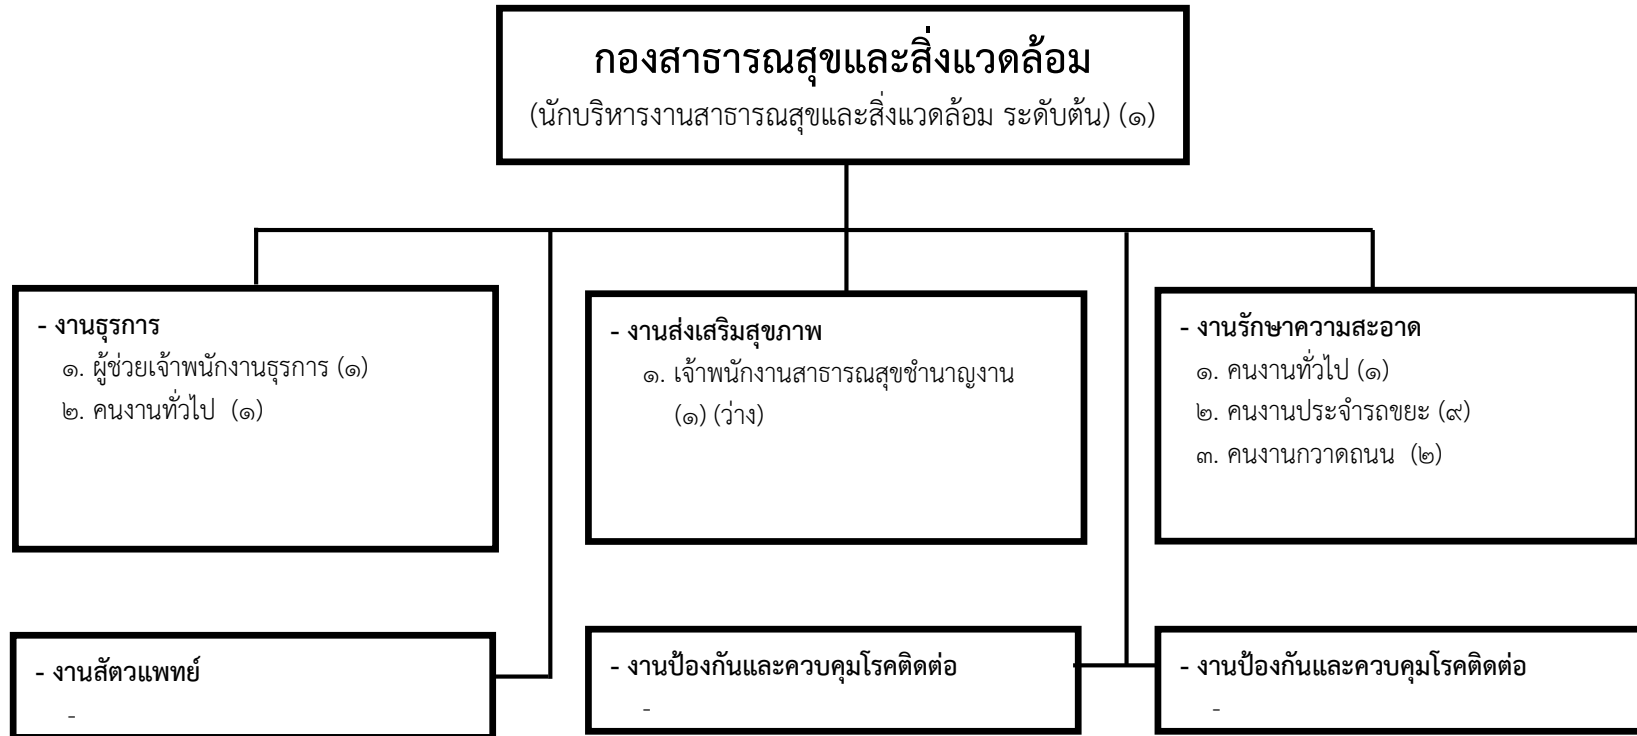 กองสาธารณสุขและสิ่งแวดล้อม
(นักบริหารงานสาธารณสุขและสิ่งแวดล้อม ระดับต้น) (๑)
- งานธุรการ
๑. ผู้ช่วยเจ้าพนักงานธุรการ (๑)
๒. คนงานทั่วไป (๑)
- งานส่งเสริมสุขภาพ
๑. เจ้าพนักงานสาธารณสุขชำนาญงาน
(๑) (ว่าง)
- งานรักษาความสะอาด
๑. คนงานทั่วไป (๑)
๒. คนงานประจำรถขยะ (๙)
๓. คนงานกวาดถนน (๒)
- งานสัตวแพทย์
-
- งานป้องกันและควบคุมโรคติดต่อ
-
- งานป้องกันและควบคุมโรคติดต่อ
-